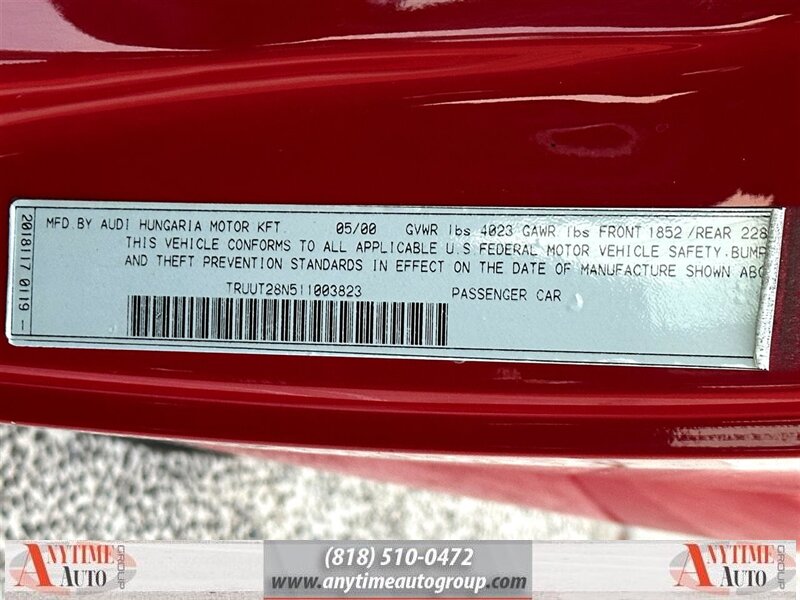 MFD BY AUDI HUNGARIA MOTOR KFT 05/00 GVWR lbs 4023 GAWR lbs FRONT 1852 /REAR 228
THIS VEHICLE CONFORMS TO ALL APPLICABLE U.S FEDERAL MOTOR VEHICLE SAFETY. BUMP
AND THEFT PREVENTION STANDARDS IN EFFECT ON THE DATE OF MANUFACTURE SHOWN ABO
TRUUT28N511003823 PASSENGER CAR
2018117 0119 -
ANYTIME AUTO GROUP
(818) 510-0472
www.anytimeautogroup.com
ANYTIME AUTO GROUP